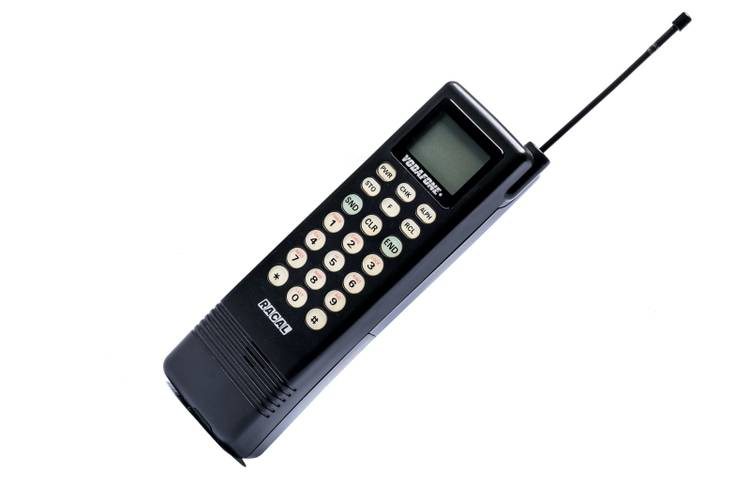 VODAFONE
PWR CHK ALPH
STO F RCL
SND CLR END
1 2 3
4 5 6
7 8 9
* 0 #
RACAL